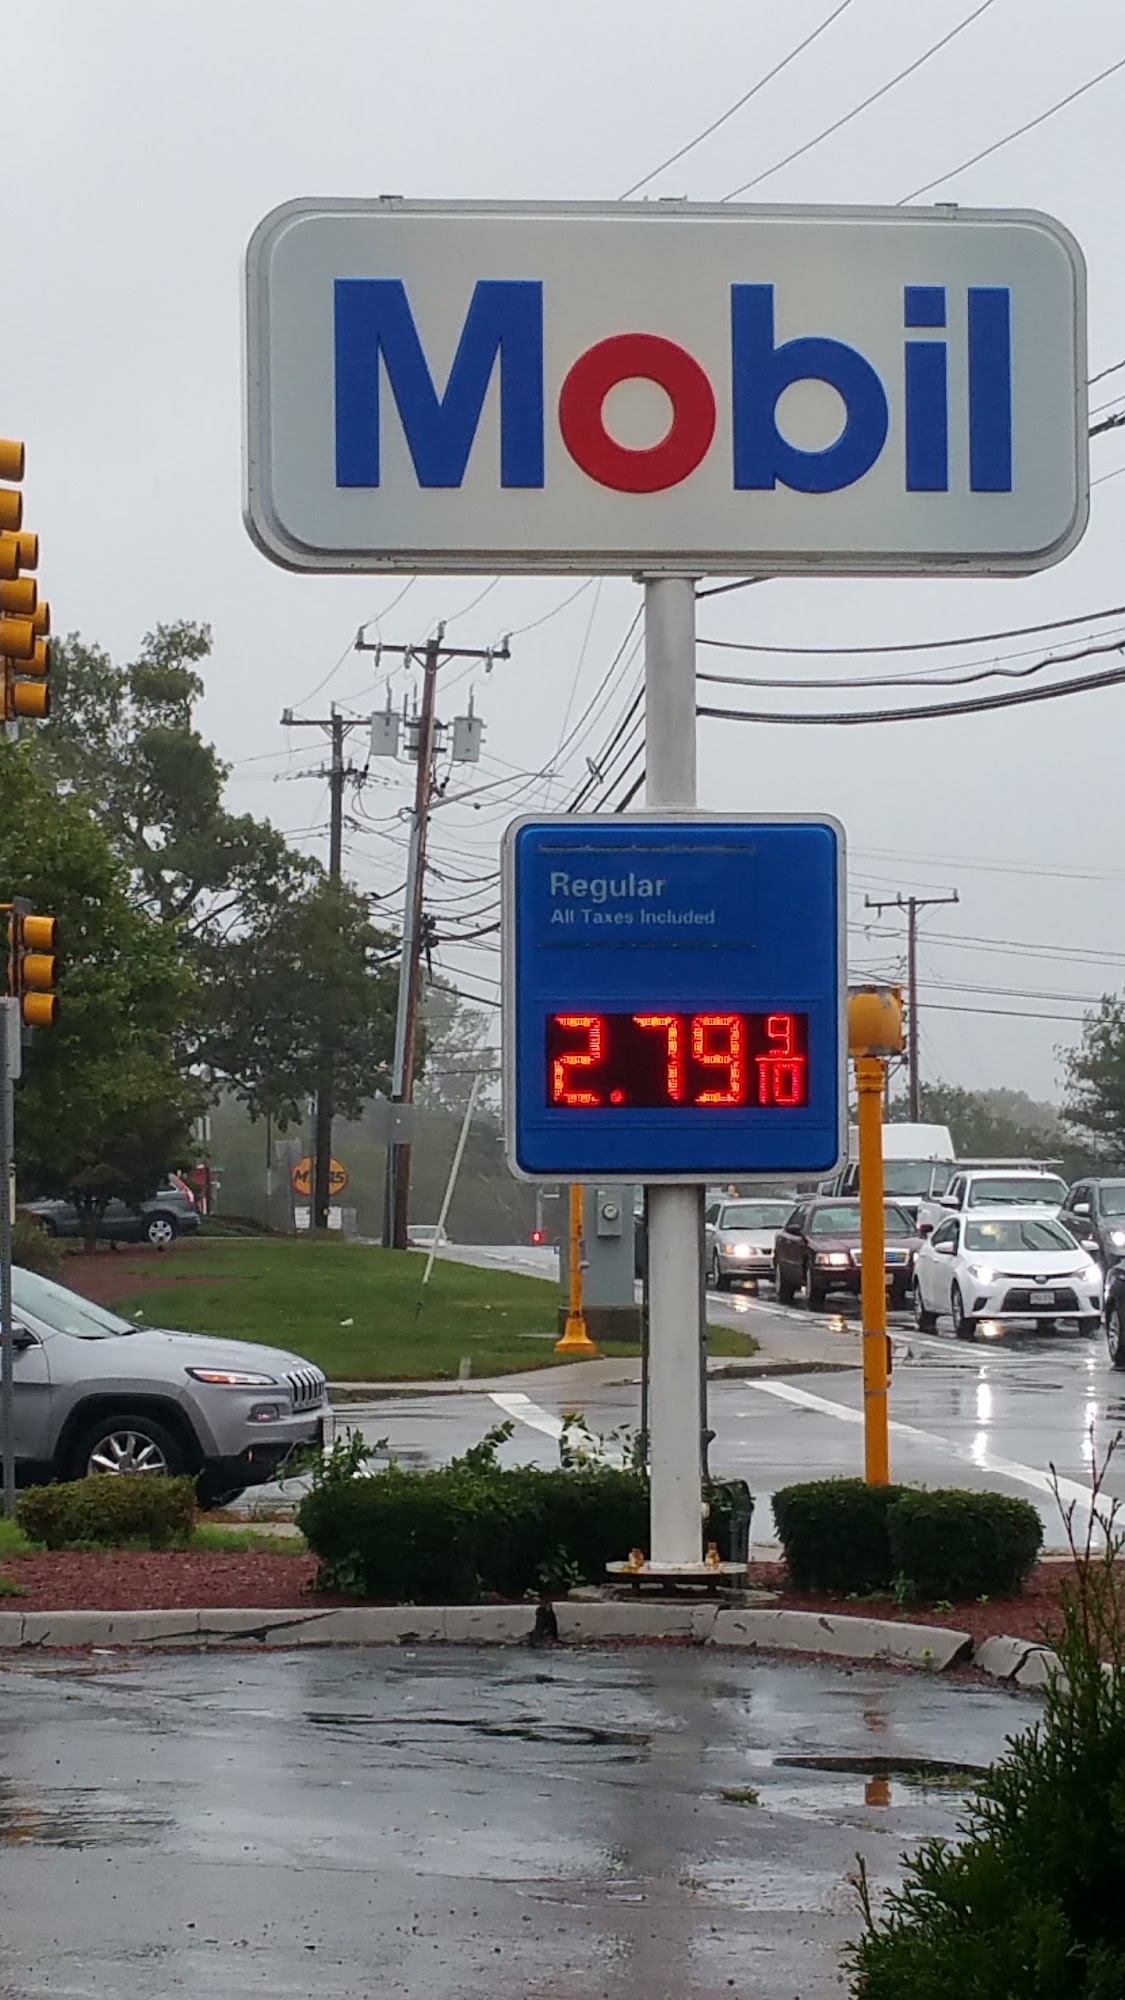 Mobil
Regular
All Taxes Included
2.79 9/10